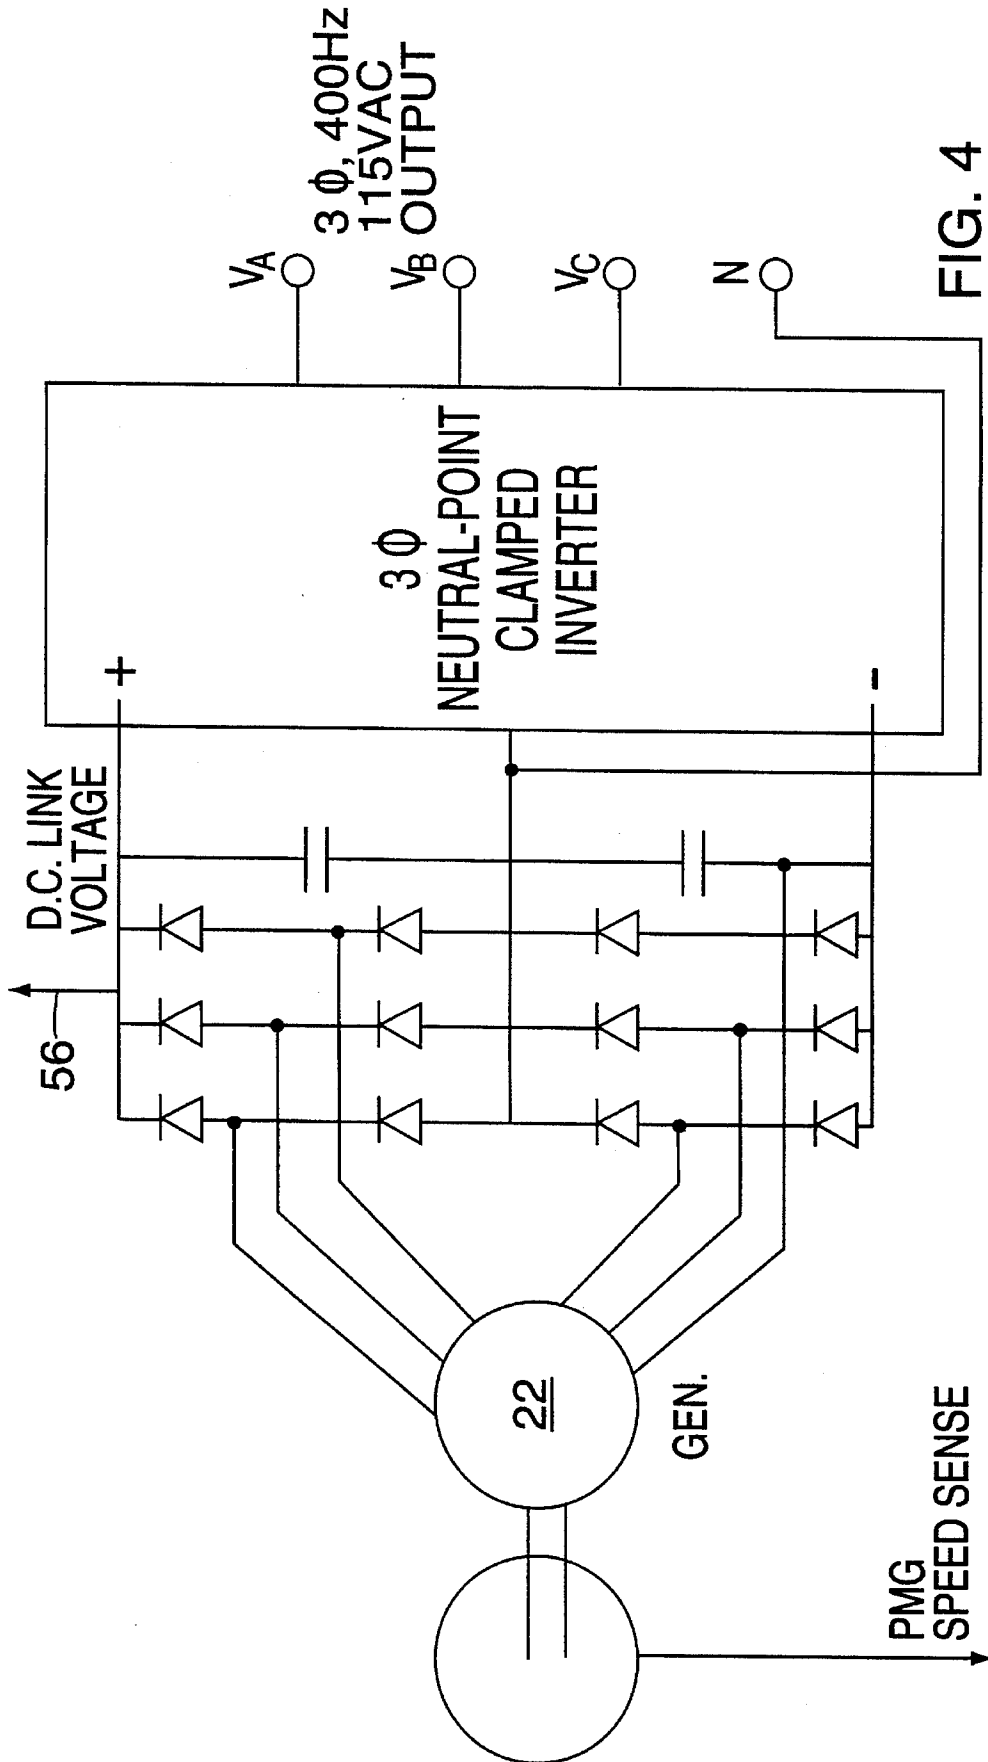 D.C. LINK
VOLTAGE
56
+
-
3 ϕ
NEUTRAL-POINT
CLAMPED
INVERTER
VA
VB
VC
N
3 ϕ, 400Hz
115VAC
OUTPUT
22
GEN.
PMG
SPEED SENSE
FIG. 4